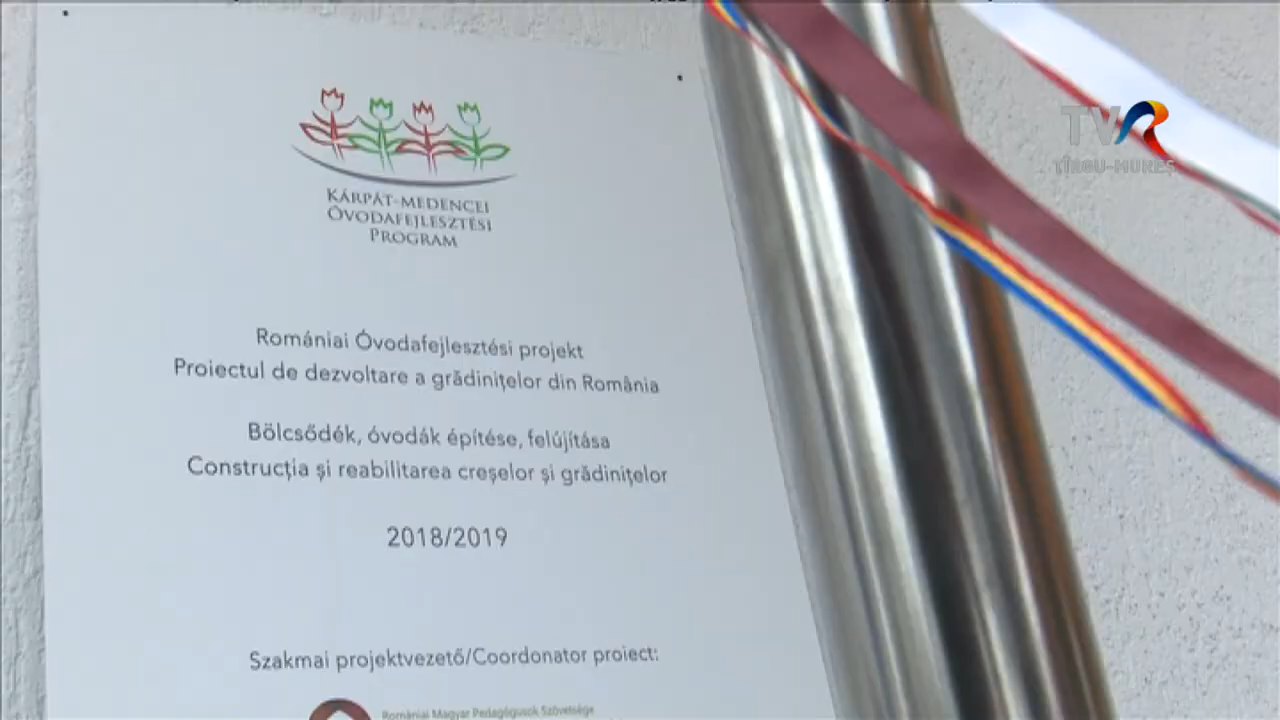 KÁRPÁT-MEDENCEI
ÓVODAFEJLESZTÉSI
PROGRAM
Romániai Óvodafejlesztési projekt
Proiectul de dezvoltare a grădinițelor din România
Bölcsődék, óvodák építése, felújítása
Construcția și reabilitarea creșelor și grădinițelor
2018/2019
Szakmai projektvezető/Coordonator proiect:
Romániai Magyar Pedagógusok Szövetsége
TVR
TÎRGU-MUREȘ